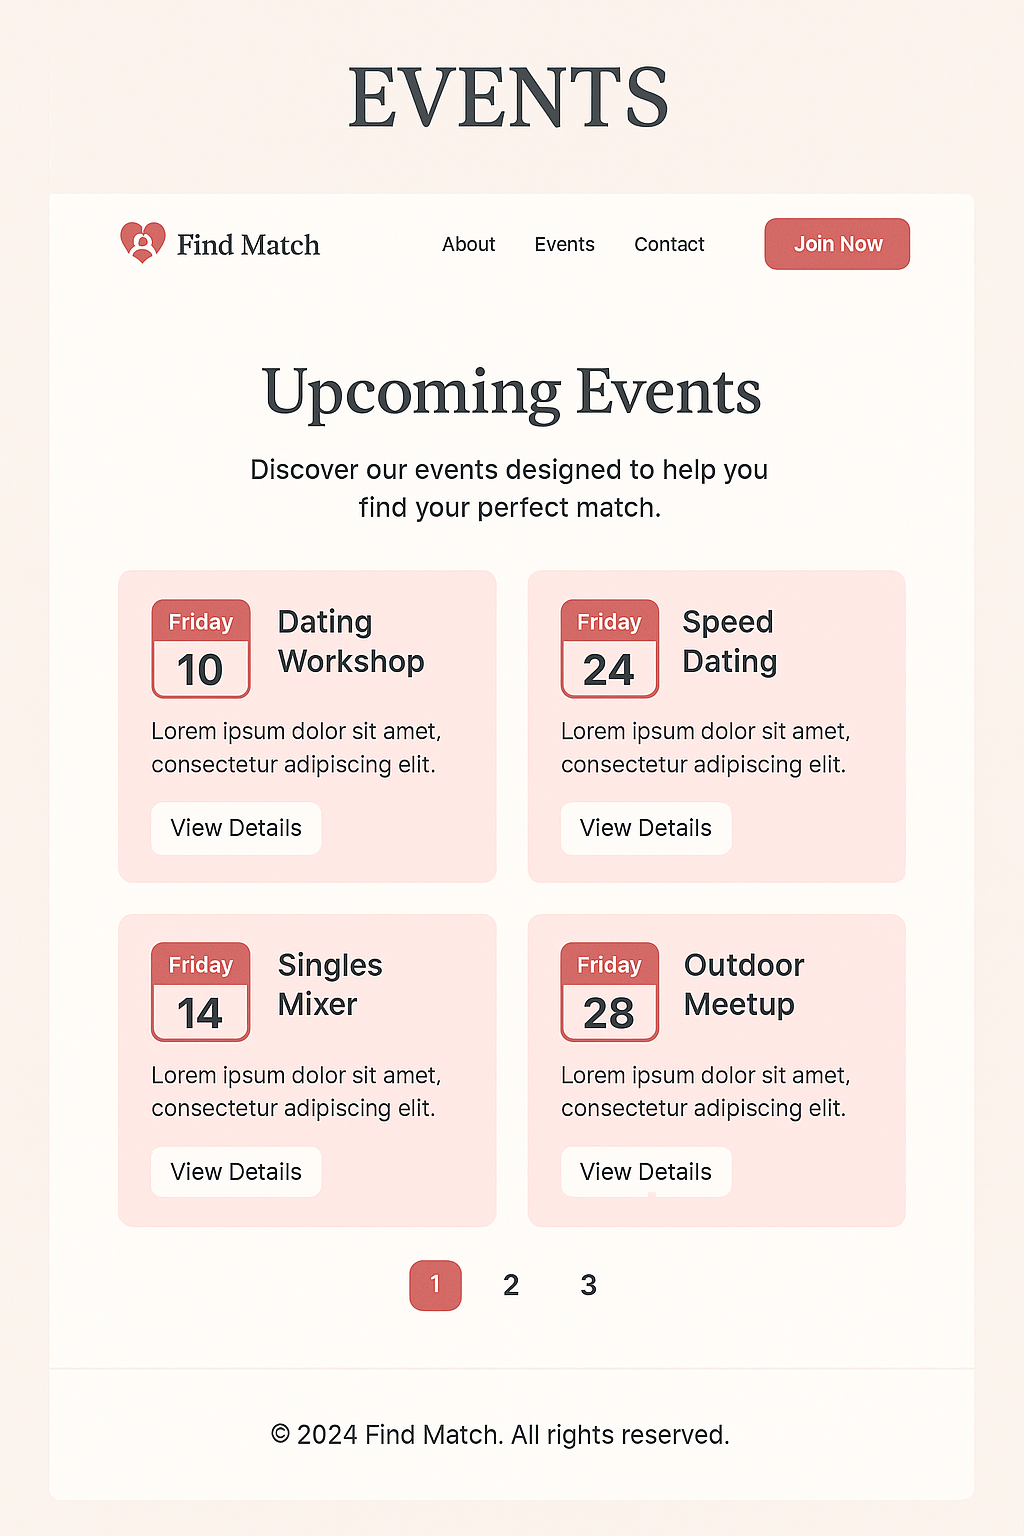 EVENTS
Find Match
About Events Contact Join Now
Upcoming Events
Discover our events designed to help you
find your perfect match.
Friday
10
Dating
Workshop
Lorem ipsum dolor sit amet,
consectetur adipiscing elit.
View Details
Friday
24
Speed
Dating
Lorem ipsum dolor sit amet,
consectetur adipiscing elit.
View Details
Friday
14
Singles
Mixer
Lorem ipsum dolor sit amet,
consectetur adipiscing elit.
View Details
Friday
28
Outdoor
Meetup
Lorem ipsum dolor sit amet,
consectetur adipiscing elit.
View Details
1 2 3
© 2024 Find Match. All rights reserved.